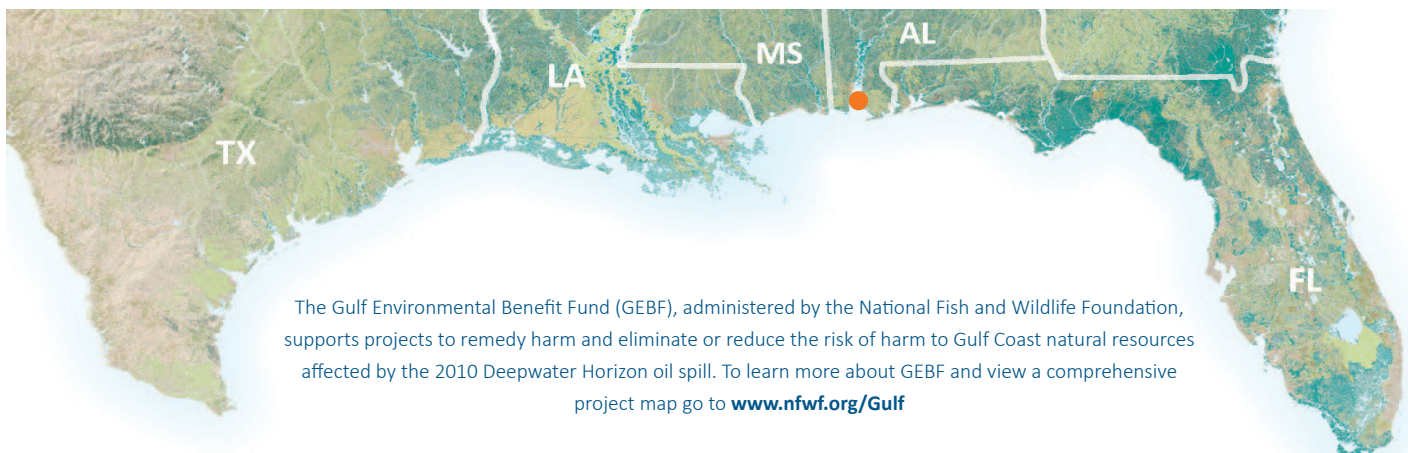 AL
MS
LA
TX
FL
The Gulf Environmental Benefit Fund (GEBF), administered by the National Fish and Wildlife Foundation,
supports projects to remedy harm and eliminate or reduce the risk of harm to Gulf Coast natural resources
affected by the 2010 Deepwater Horizon oil spill. To learn more about GEBF and view a comprehensive
project map go to www.nfwf.org/Gulf